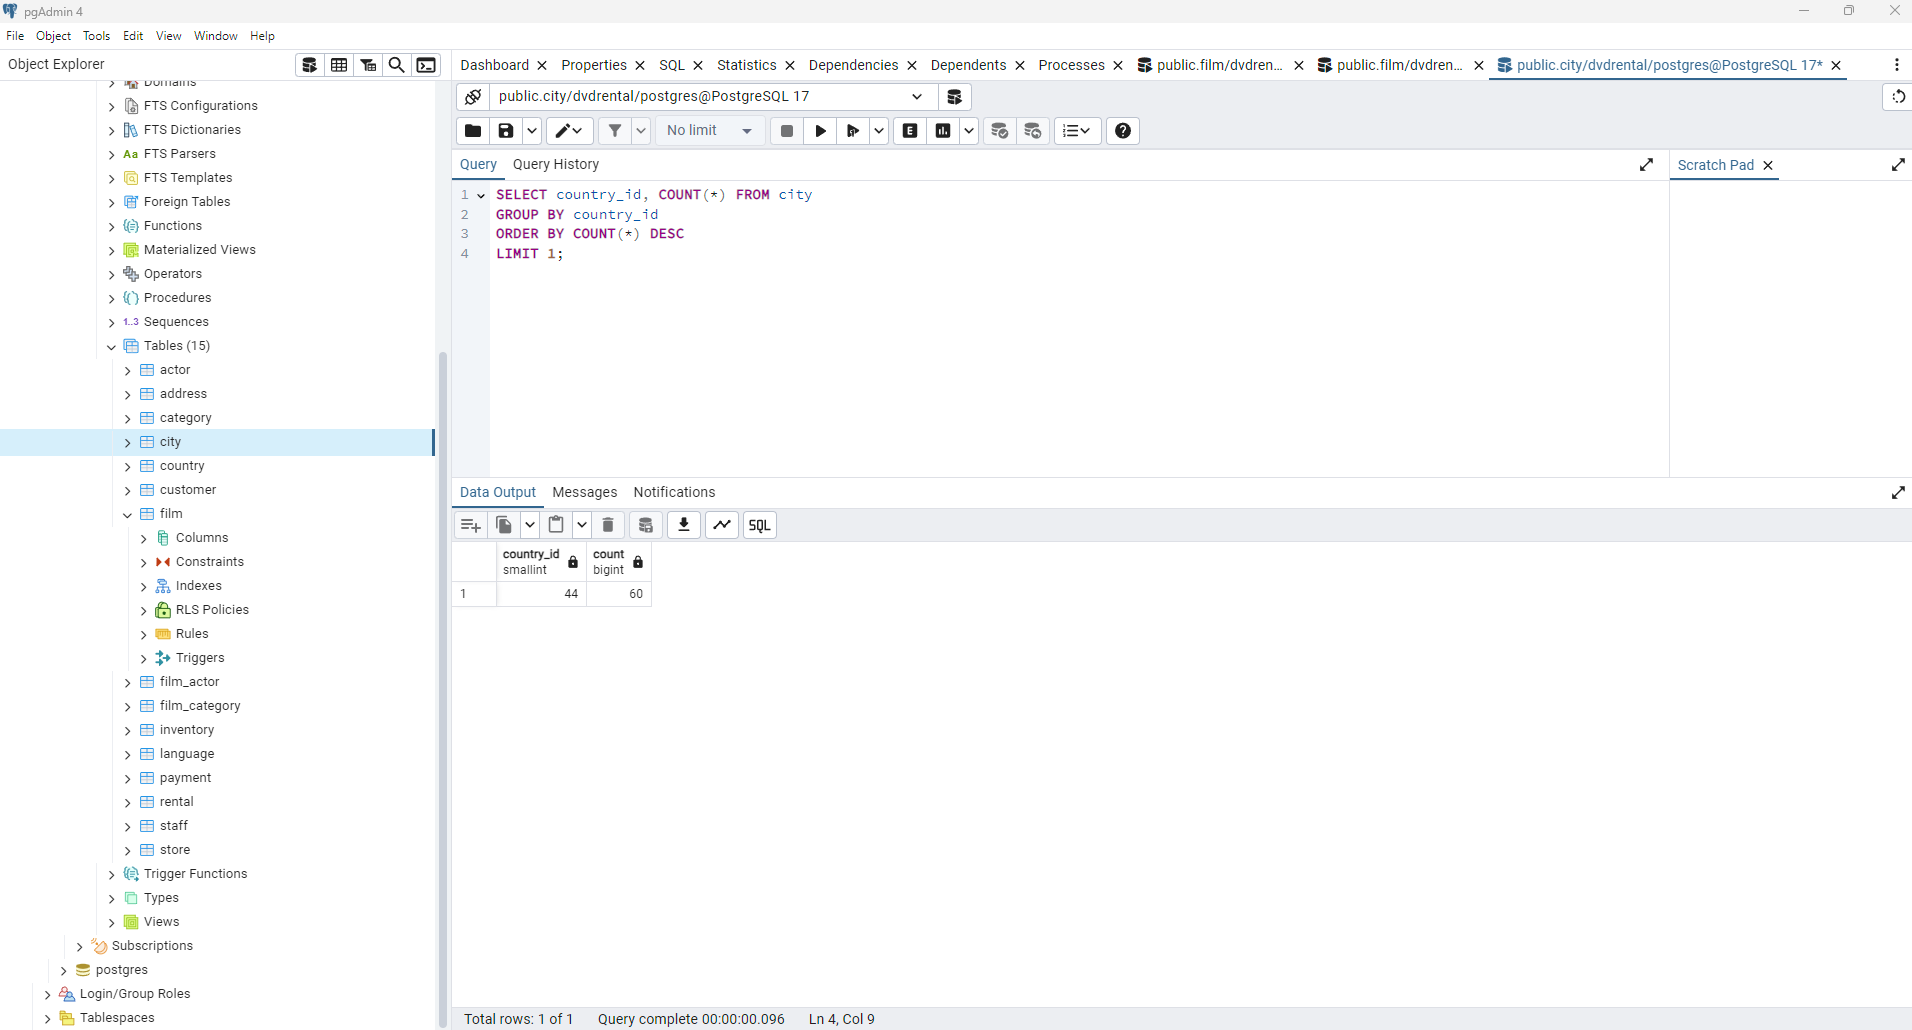 pgAdmin 4
File Object Tools Edit View Window Help
Object Explorer
Dashboard Properties SQL Statistics Dependencies Dependents Processes public.film/dvdren... public.film/dvdren... public.city/dvdrental/postgres@PostgreSQL 17*
Domains
FTS Configurations
FTS Dictionaries
Aa FTS Parsers
FTS Templates
Foreign Tables
Functions
Materialized Views
Operators
Procedures
1..3 Sequences
Tables (15)
actor
address
category
city
country
customer
film
Columns
Constraints
Indexes
RLS Policies
Rules
Triggers
film_actor
film_category
inventory
language
payment
rental
staff
store
Trigger Functions
Types
Views
Subscriptions
postgres
Login/Group Roles
Tablespaces
public.city/dvdrental/postgres@PostgreSQL 17
No limit
E
Query Query History
Scratch Pad
1 SELECT country_id, COUNT(*) FROM city
2 GROUP BY country_id
3 ORDER BY COUNT(*) DESC
4 LIMIT 1;
Data Output Messages Notifications
SQL
country_id count
smallint bigint
1 44 60
Total rows: 1 of 1 Query complete 00:00:00.096 Ln 4, Col 9